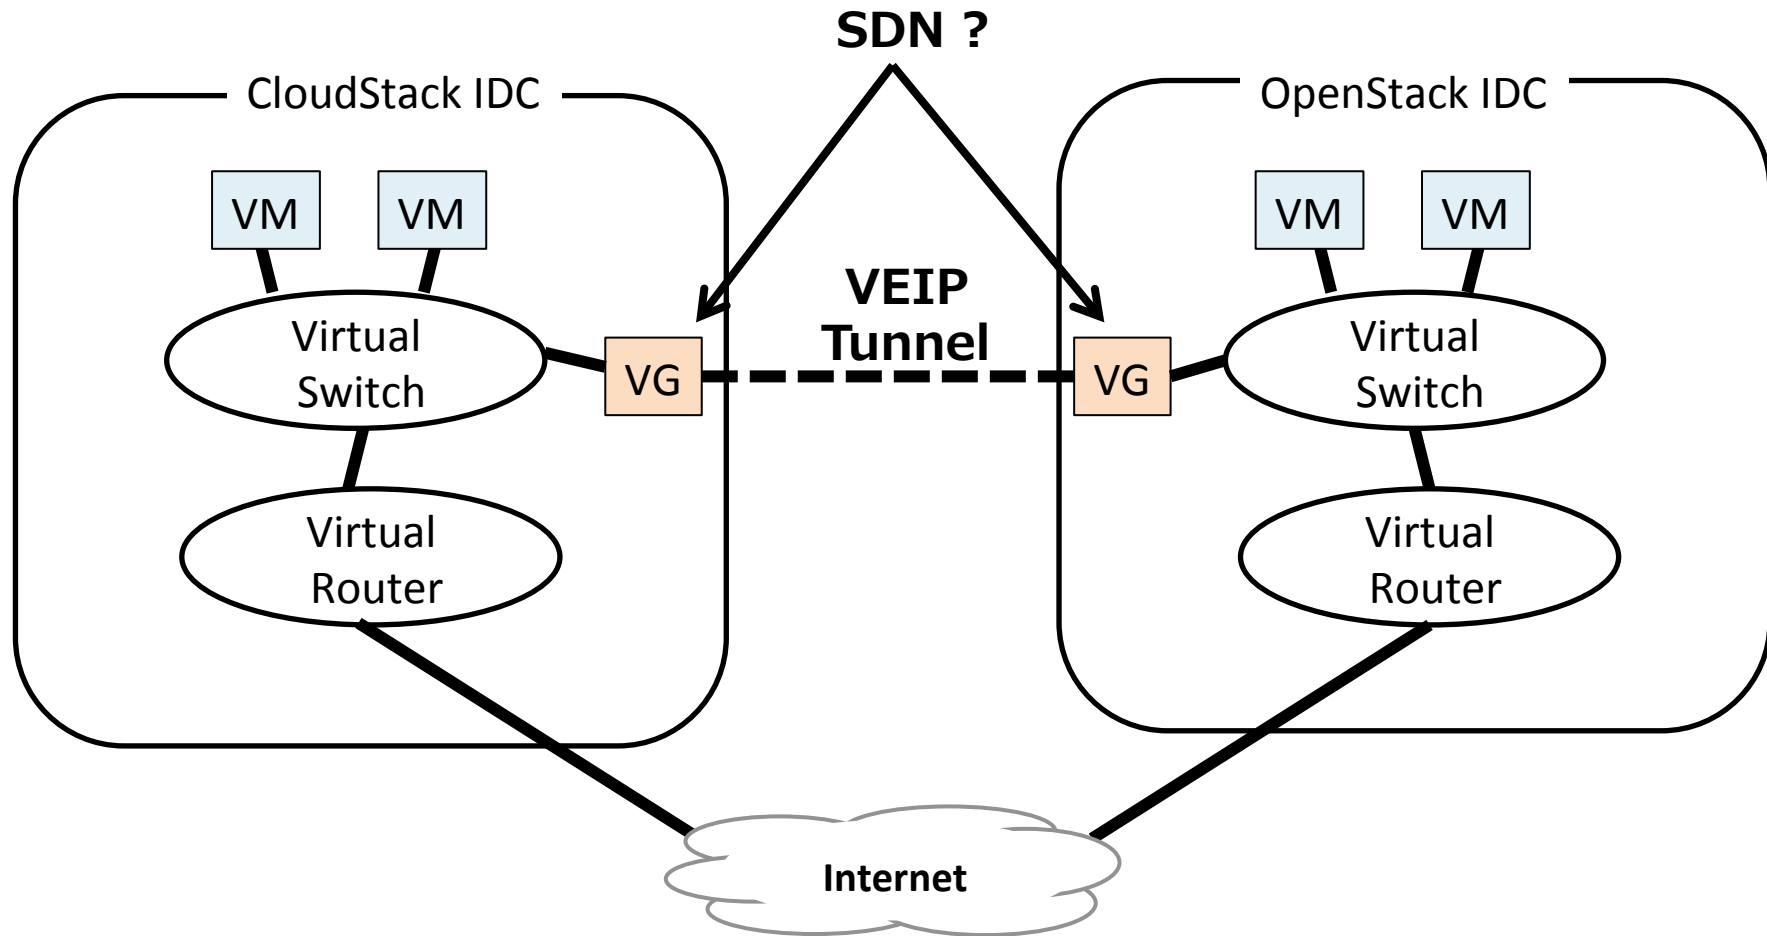 SDN ?
CloudStack IDC
OpenStack IDC
VM
VM
VM
VM
VEIP
Tunnel
Virtual
Switch
VG
VG
Virtual
Switch
Virtual
Router
Virtual
Router
Internet